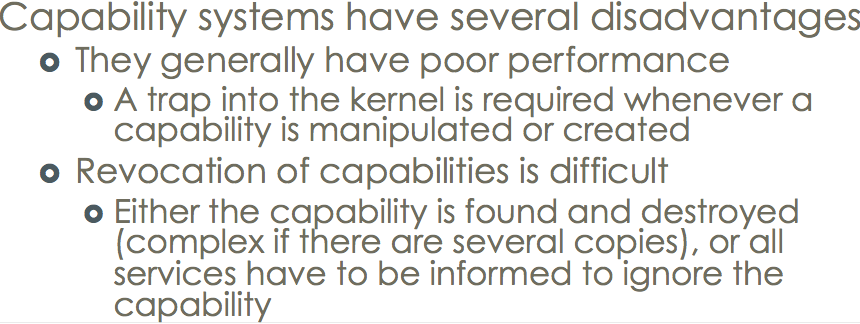 Capability systems have several disadvantages
They generally have poor performance
A trap into the kernel is required whenever a
capability is manipulated or created
Revocation of capabilities is difficult
Either the capability is found and destroyed
(complex if there are several copies), or all
services have to be informed to ignore the
capability